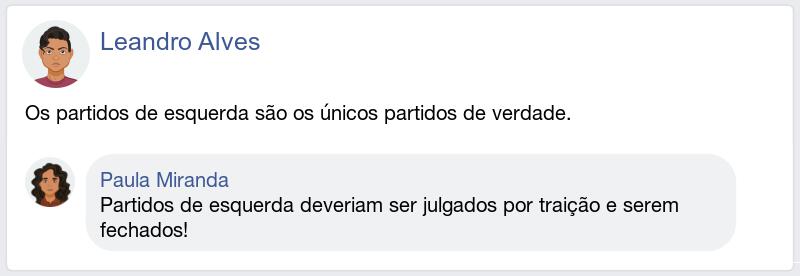 Leandro Alves
Os partidos de esquerda são os únicos partidos de verdade.
Paula Miranda
Partidos de esquerda deveriam ser julgados por traição e serem
fechados!